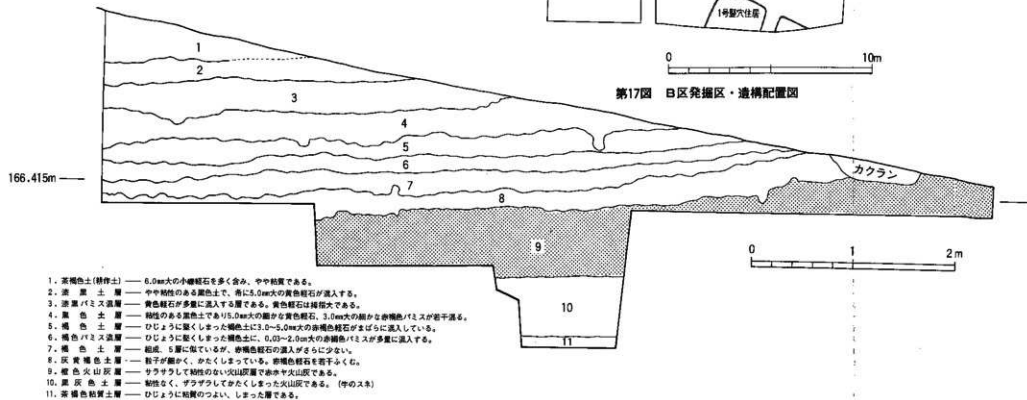 1号竪穴住居
0 10m
第17図 B区発掘区・遺構配置図
1
2
3
4
5
6
7
8
9
10
11
166.415m
カクラン
0 1 2m
1. 茶褐色土(耕作土) ―― 6.0mm大の小礫軽石を多く含み、やや粘質である。
2. 漆黒土層 ―― やや粘性のある黒色土で、希に5.0mm大の黄色軽石が混入する。
3. 漆黒パミス混層 ―― 黄色軽石が多量に混入する層である。黄色軽石は拇指大である。
4. 黒色土層 ―― 粘性のある黒色土であり5.0mm大の細かな黄色軽石、3.0mm大の細かな赤褐色パミスが若干混る。
5. 褐色土層 ―― ひじょうに堅くしまった褐色土に3.0~5.0mm大の赤褐色軽石がまばらに混入している。
6. 褐色パミス混層 ―― ひじょうに堅くしまった褐色土に、0.03~2.0cm大の赤褐色パミスが多量に混入する。
7. 褐色土層 ―― 組成、5層に似ているが、赤褐色軽石の混入がさらに少ない。
8. 灰黄褐色土層 ―― 粒子が細かく、かたくしまっている。赤褐色軽石を若干ふくむ。
9. 橙色火山灰層 ―― サラサラして粘性のない火山灰層で赤ホヤ火山灰である。
10. 黒灰色土層 ―― 粘性なく、ザラザラしてかたくしまった火山灰である。(牛のスネ)
11. 茶褐色粘質土層 ―― ひじょうに粘質のつよい、しまった層である。